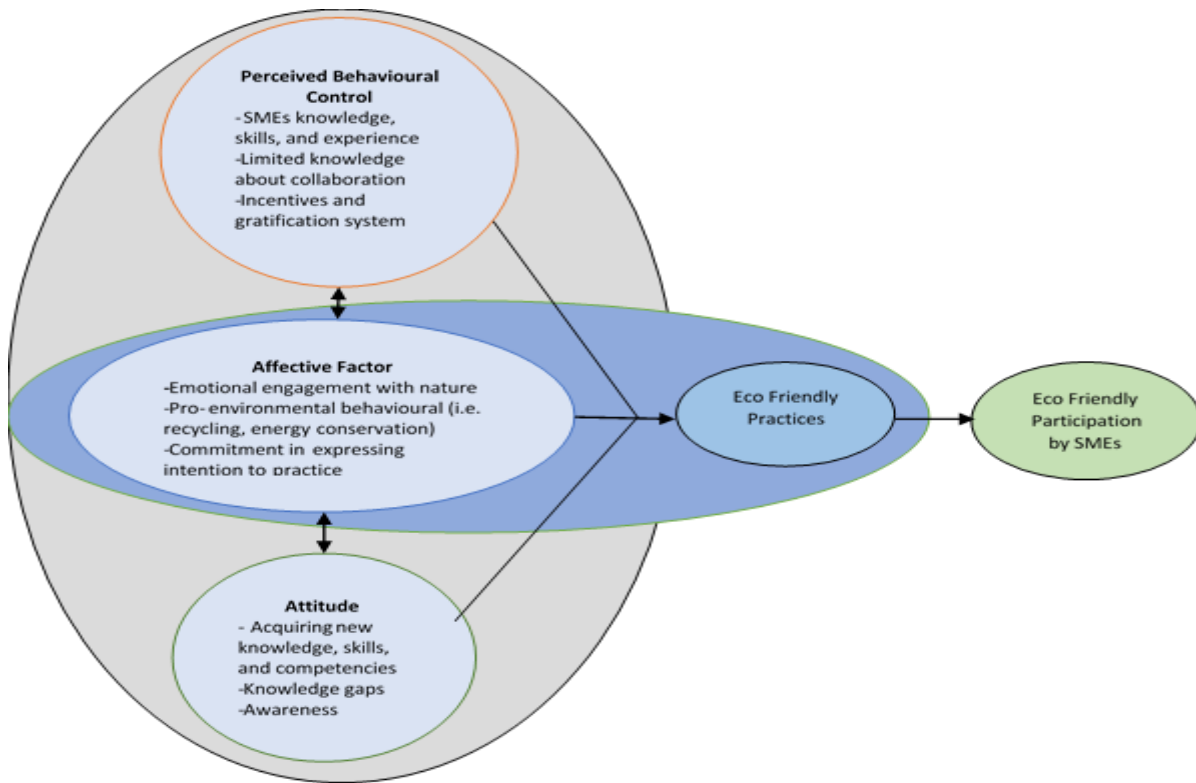 Perceived Behavioural
Control
- SMEs knowledge,
skills, and experience
-Limited knowledge
about collaboration
-Incentives and
gratification system
Affective Factor
-Emotional engagement with nature
-Pro- environmental behavioural (i.e.
recycling, energy conservation)
-Commitment in expressing
intention to practice
Eco Friendly
Practices
Eco Friendly
Participation
by SMEs
Attitude
- Acquiring new
knowledge, skills,
and competencies
-Knowledge gaps
-Awareness